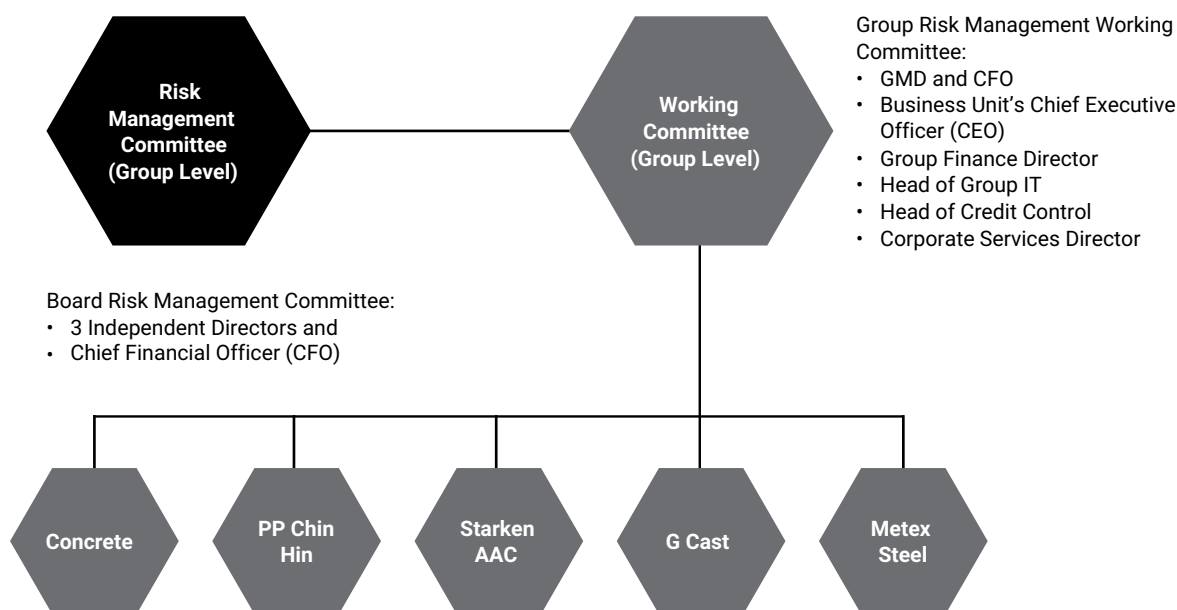 Risk
Management
Committee
(Group Level)
Working
Committee
(Group Level)
Group Risk Management Working
Committee:
• GMD and CFO
• Business Unit's Chief Executive
Officer (CEO)
• Group Finance Director
• Head of Group IT
• Head of Credit Control
• Corporate Services Director
Board Risk Management Committee:
• 3 Independent Directors and
• Chief Financial Officer (CFO)
Concrete
PP Chin
Hin
Starken
AAC
G Cast
Metex
Steel